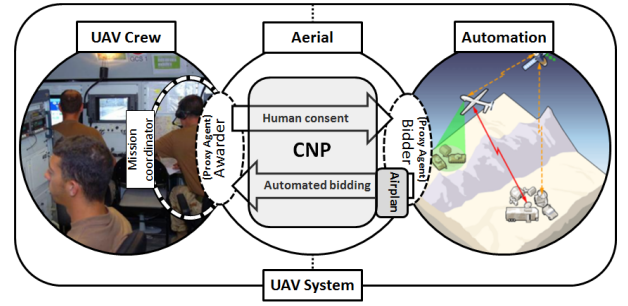 UAV Crew
Aerial
Automation
Mission
coordinator
(Proxy Agent)
Awarder
Human consent
CNP
Automated bidding
(Proxy Agent)
Bidder
Airplan
UAV System